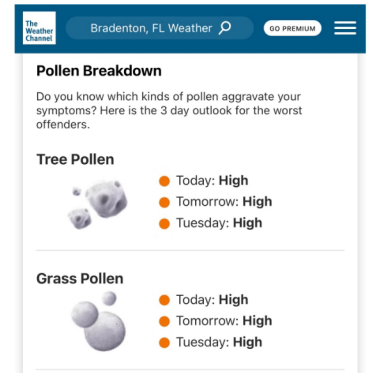 The
Weather
Channel
Bradenton, FL Weather
GO PREMIUM
Pollen Breakdown
Do you know which kinds of pollen aggravate your
symptoms? Here is the 3 day outlook for the worst
offenders.
Tree Pollen
Today: High
Tomorrow: High
Tuesday: High
Grass Pollen
Today: High
Tomorrow: High
Tuesday: High